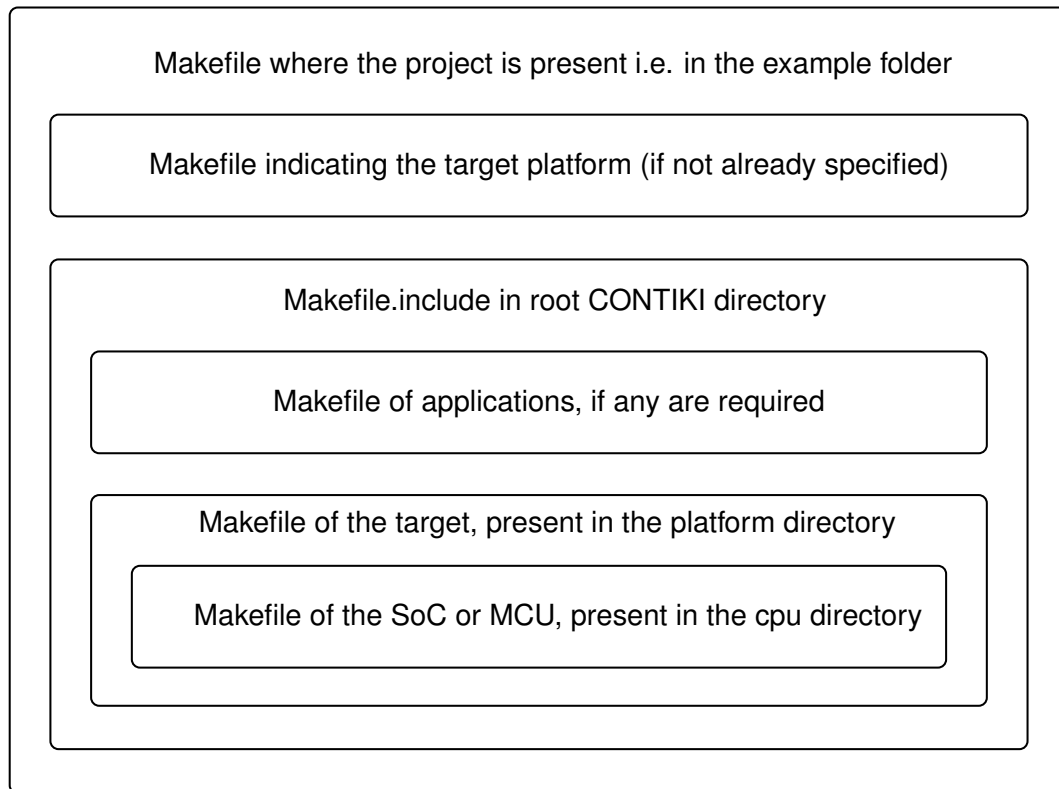 Makefile where the project is present i.e. in the example folder
Makefile indicating the target platform (if not already specified)
Makefile.include in root CONTIKI directory
Makefile of applications, if any are required
Makefile of the target, present in the platform directory
Makefile of the SoC or MCU, present in the cpu directory